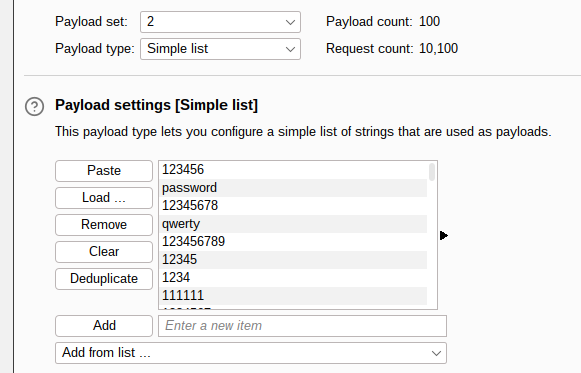 Payload set: 2 Payload count: 100
Payload type: Simple list Request count: 10,100
Payload settings [Simple list]
This payload type lets you configure a simple list of strings that are used as payloads.
Paste
Load ...
Remove
Clear
Deduplicate
123456
password
12345678
qwerty
123456789
12345
1234
111111
Add Enter a new item
Add from list ...